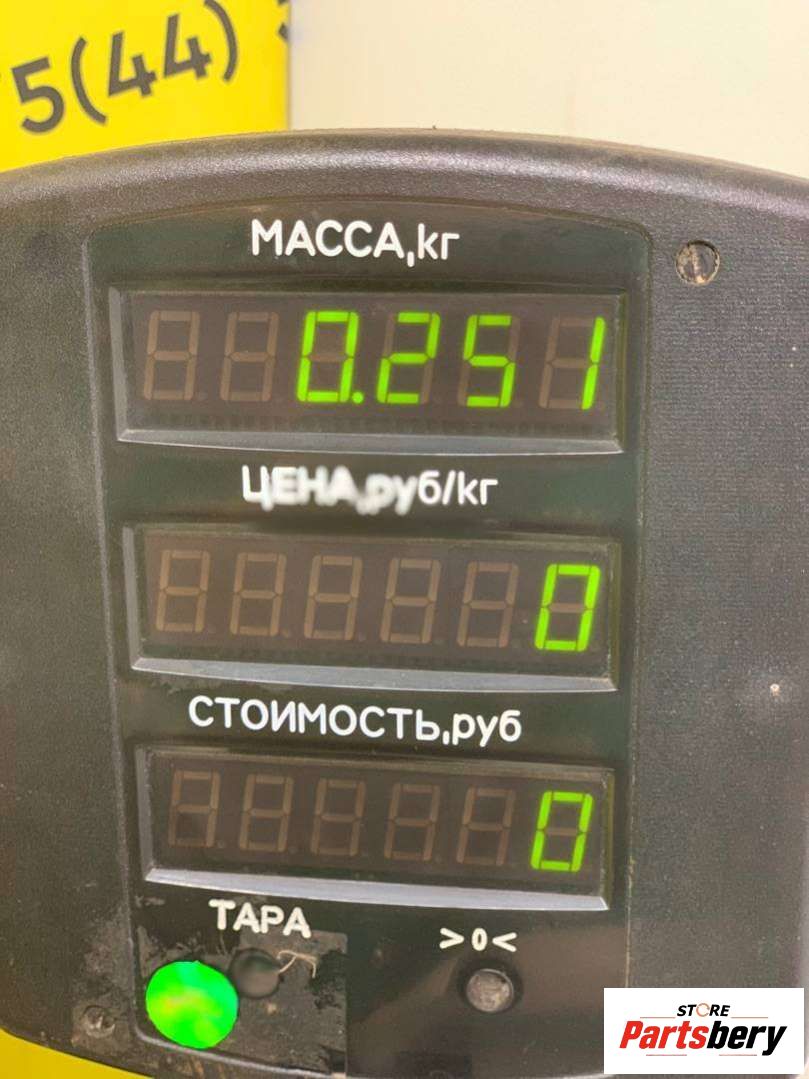 5(44)
МАССА,кг
0.251
ЦЕНА,руб/кг
0
СТОИМОСТЬ,руб
0
ТАРА
>0<
STORE
Partsbery